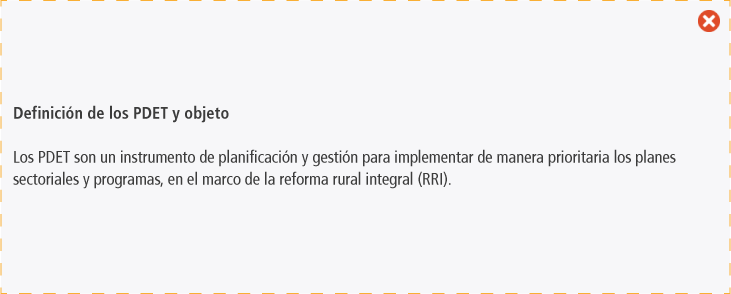 Definición de los PDET y objeto
Los PDET son un instrumento de planificación y gestión para implementar de manera prioritaria los planes
sectoriales y programas, en el marco de la reforma rural integral (RRI).